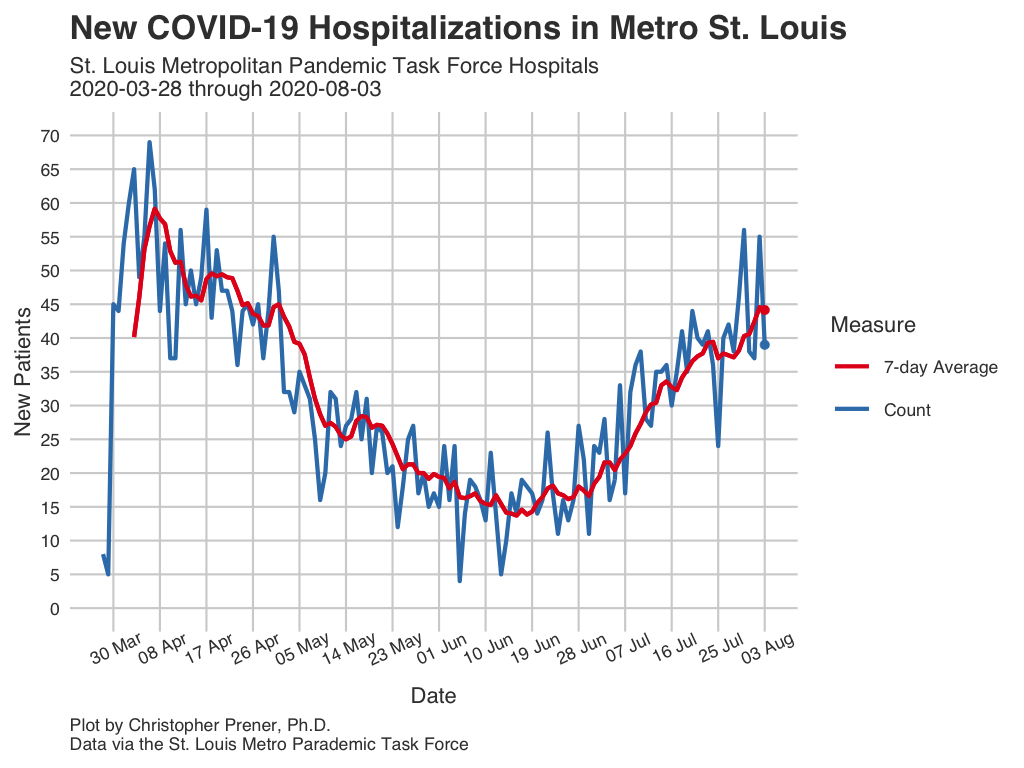 New COVID-19 Hospitalizations in Metro St. Louis
St. Louis Metropolitan Pandemic Task Force Hospitals
2020-03-28 through 2020-08-03
70
65
60
55
50
45
40
35
30
25
20
15
10
5
0
New Patients
30 Mar
08 Apr
17 Apr
26 Apr
05 May
14 May
23 May
01 Jun
10 Jun
19 Jun
28 Jun
07 Jul
16 Jul
25 Jul
03 Aug
Date
Measure
7-day Average
Count
Plot by Christopher Prener, Ph.D.
Data via the St. Louis Metro Parademic Task Force